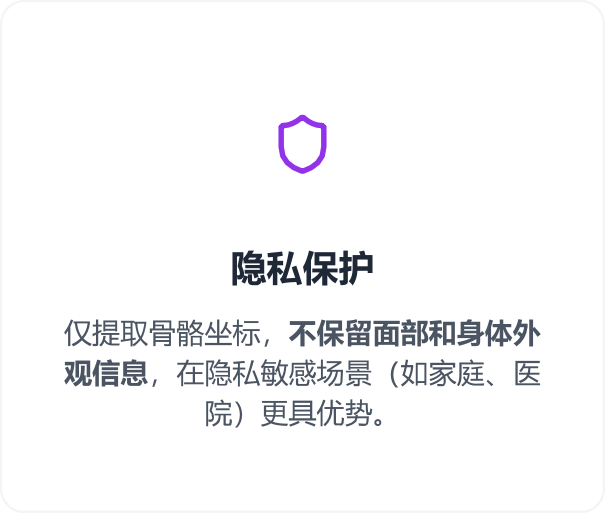 隐私保护
仅提取骨骼坐标，不保留面部和身体外
观信息，在隐私敏感场景（如家庭、医
院）更具优势。